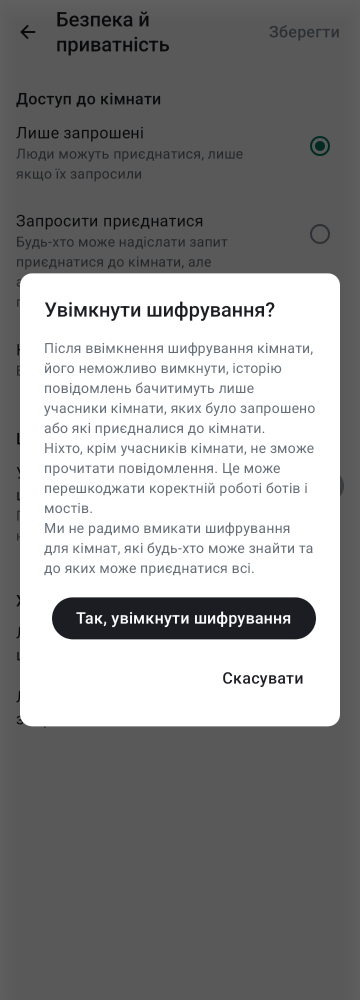 Безпека й
приватність
Зберегти
Доступ до кімнати
Лише запрошені
Люди можуть приєднатися, лише
якщо їх запросили
Запросити приєднатися
Будь-хто може надіслати запит
приєднатися до кімнати, але
Увімкнути шифрування?
Після ввімкнення шифрування кімнати,
його неможливо вимкнути, історію
повідомлень бачитимуть лише
учасники кімнати, яких було запрошено
або які приєдналися до кімнати.
Ніхто, крім учасників кімнати, не зможе
прочитати повідомлення. Це може
перешкоджати коректній роботі ботів і
мостів.
Ми не радимо вмикати шифрування
для кімнат, які будь-хто може знайти та
до яких може приєднатися всі.
Так, увімкнути шифрування
Скасувати